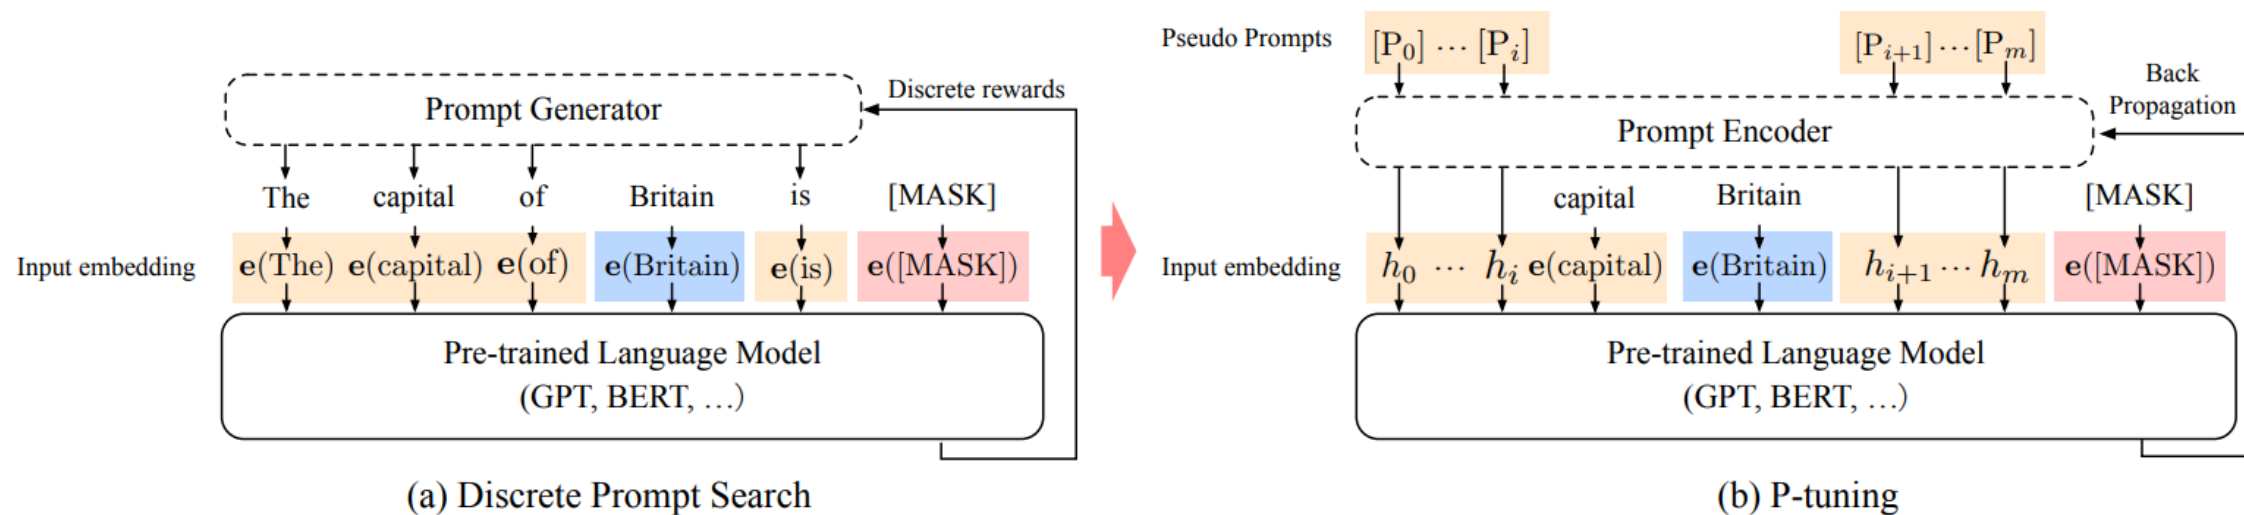 Prompt Generator
Discrete rewards
The capital of Britain is [MASK]
Input embedding e(The) e(capital) e(of) e(Britain) e(is) e([MASK])
Pre-trained Language Model
(GPT, BERT, …)
(a) Discrete Prompt Search
Pseudo Prompts [P₀] ⋯ [Pᵢ] [Pᵢ₊₁] ⋯ [Pₘ]
Back
Propagation
Prompt Encoder
capital Britain [MASK]
Input embedding h₀ ⋯ hᵢ e(capital) e(Britain) hᵢ₊₁ ⋯ hₘ e([MASK])
Pre-trained Language Model
(GPT, BERT, …)
(b) P-tuning